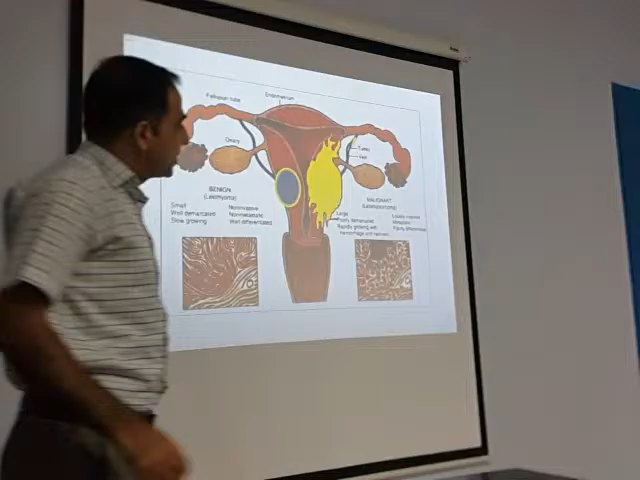 Fallopian tube
Endometrium
Ovary
Tumor
BENIGN
(Leiomyoma)
Small
Well demarcated
Slow growing
Noninvasive
Nonmetastatic
Well differentiated
MALIGNANT
(Leiomyosarcoma)
Large
Poorly demarcated
Rapidly growing with
hemorrhage and necrosis
Locally invasive
Metastatic
Poorly differentiated